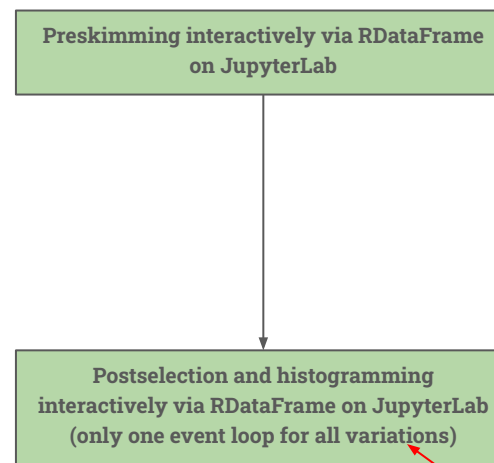 Preskimming interactively via RDataFrame
on JupyterLab
Postselection and histogramming
interactively via RDataFrame on JupyterLab
(only one event loop for all variations)